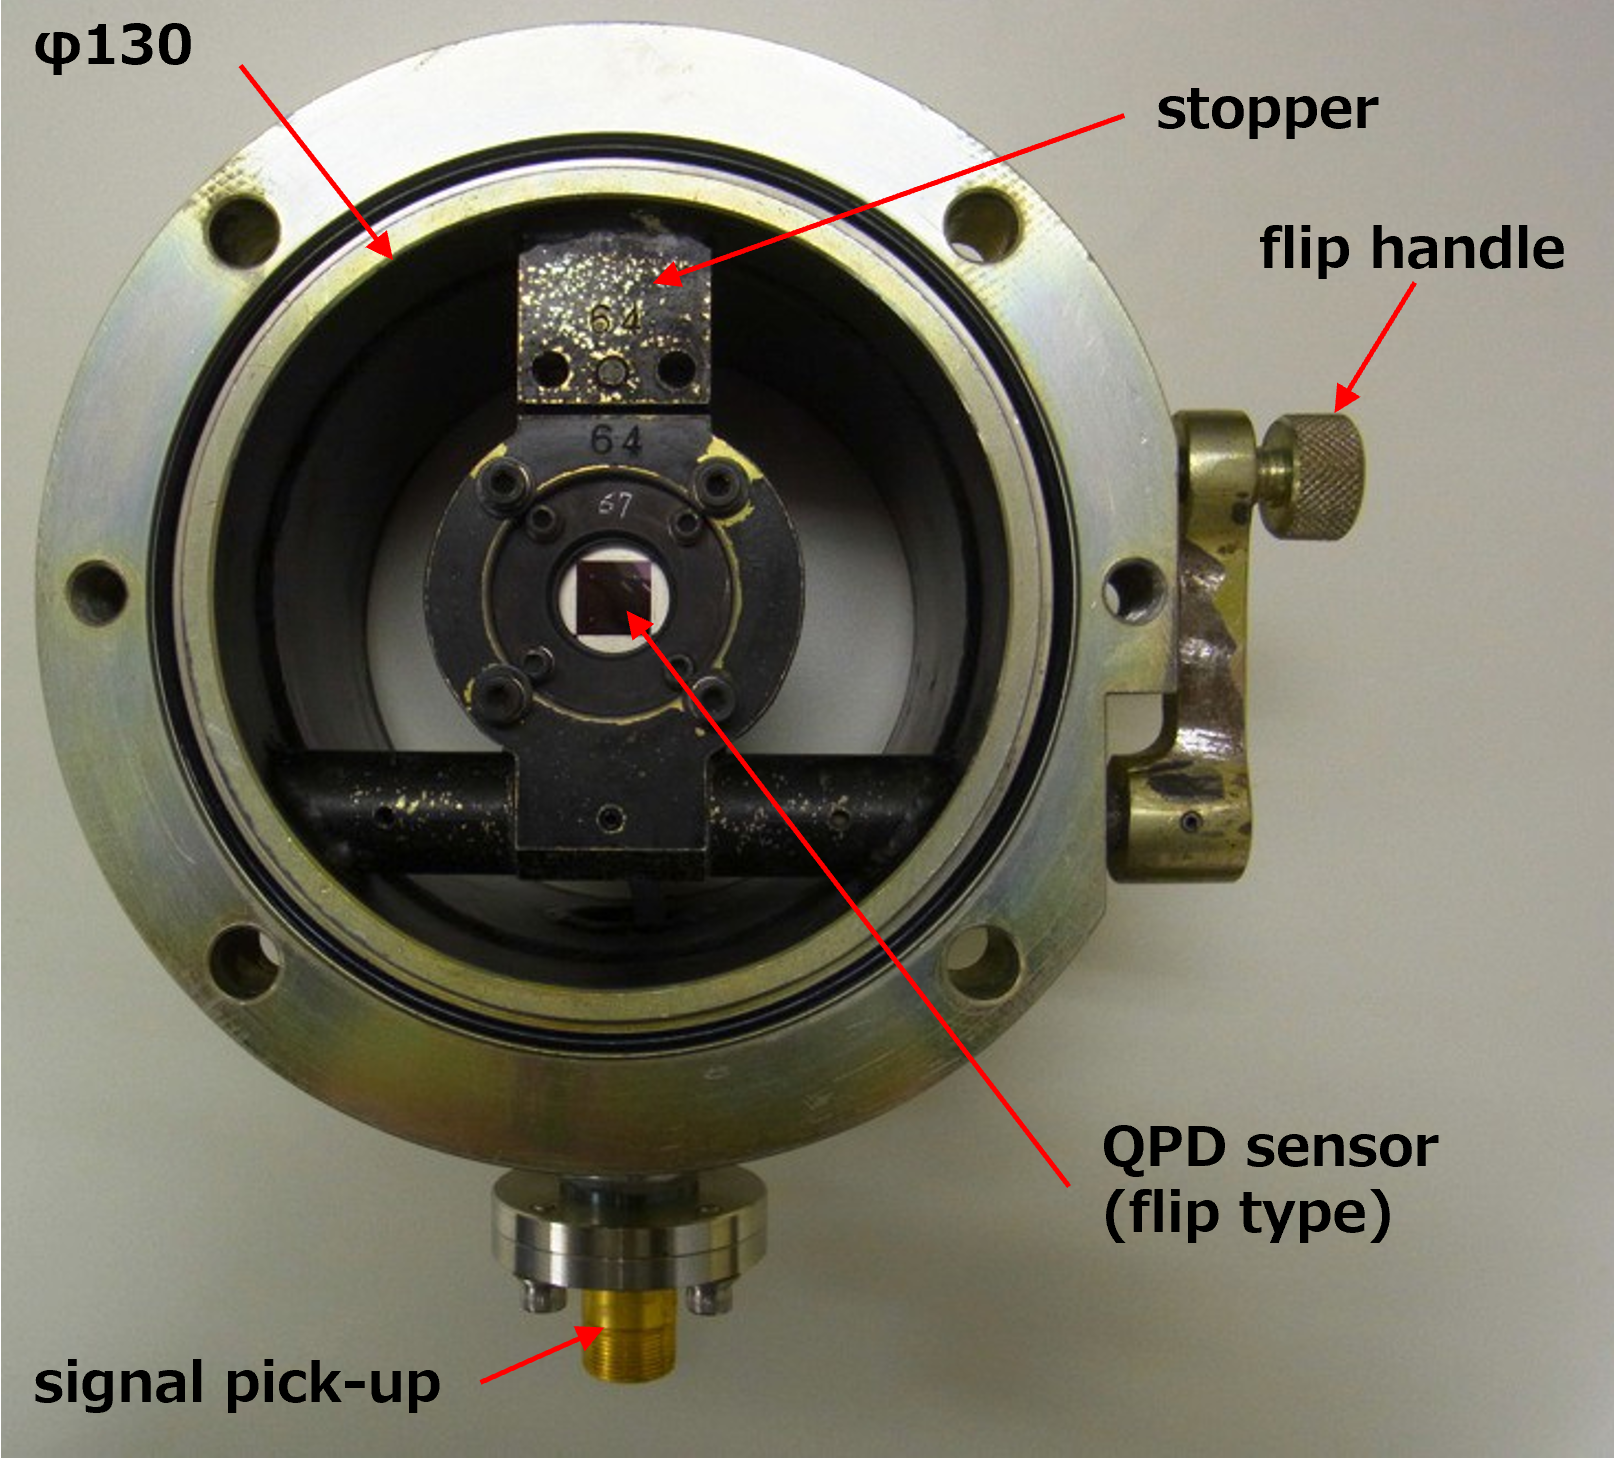 φ130
stopper
flip handle
64
64
67
QPD sensor
(flip type)
signal pick-up